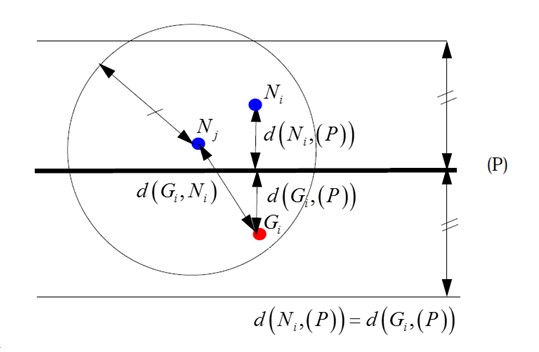 N_i
N_j
d(N_i,(P))
(P)
d(G_i,N_i)
d(G_i,(P))
G_i
d(N_i,(P))=d(G_i,(P))